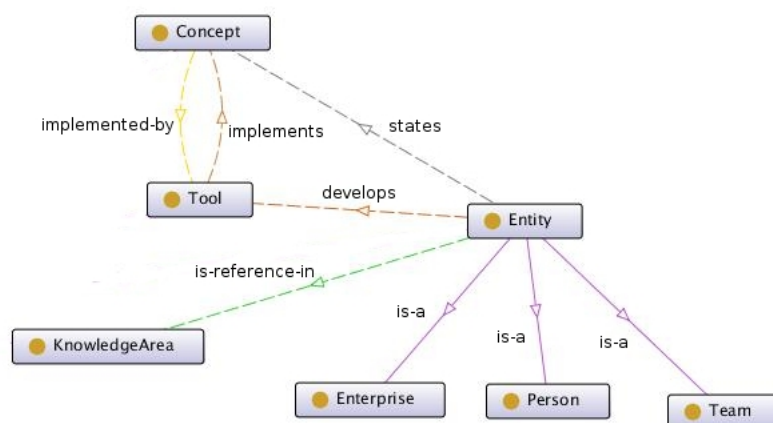 Concept
implemented-by
implements
states
Tool
develops
Entity
is-reference-in
is-a
is-a
is-a
KnowledgeArea
Enterprise
Person
Team